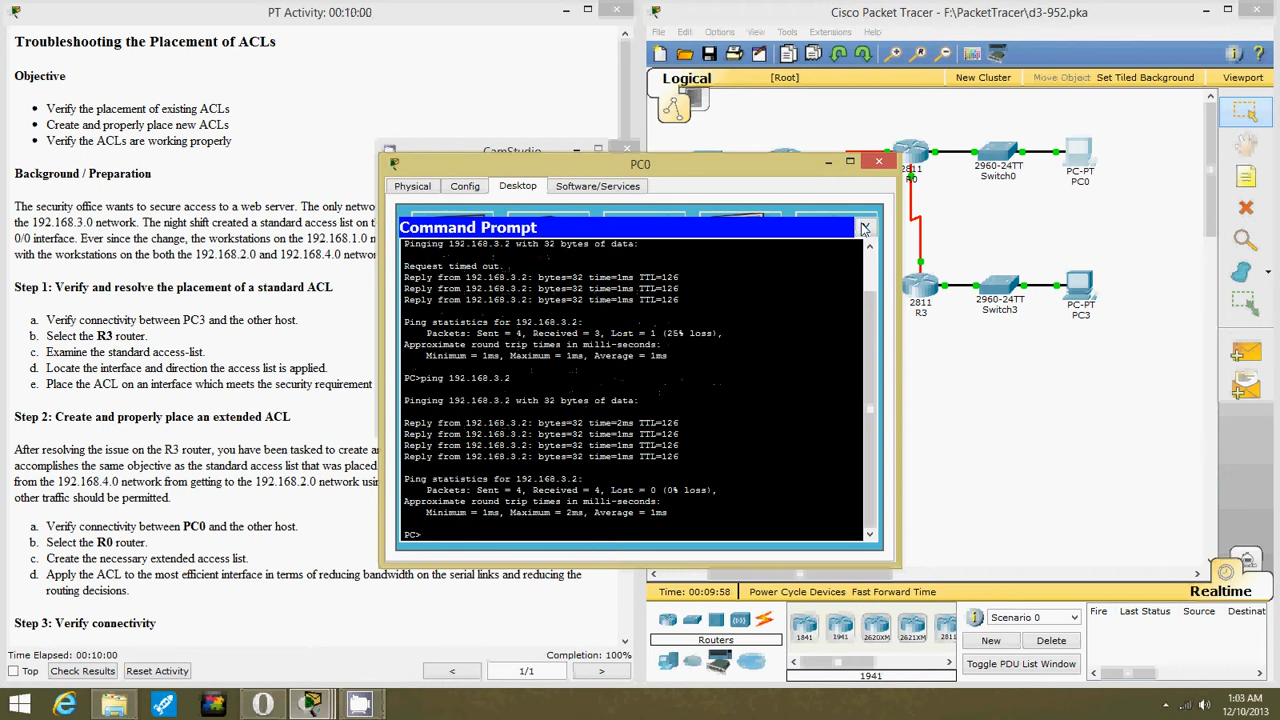 PT Activity: 00:10:00
Troubleshooting the Placement of ACLs
Objective
Verify the placement of existing ACLs
Create and properly place new ACLs
Verify the ACLs are working properly
Background / Preparation
The security office wants to secure access to a web server. The only netwo
the 192.168.3.0 network. The night shift created a standard access list on t
0/0 interface. Ever since the change, the workstations on the 192.168.1.0 n
with the workstations on the both the 192.168.2.0 and 192.168.4.0 network
Step 1: Verify and resolve the placement of a standard ACL
a. Verify connectivity between PC3 and the other host.
b. Select the R3 router.
c. Examine the standard access-list.
d. Locate the interface and direction the access list is applied.
e. Place the ACL on an interface which meets the security requirement
Step 2: Create and properly place an extended ACL
After resolving the issue on the R3 router, you have been tasked to create an
accomplishes the same objective as the standard access list that was placed
from the 192.168.4.0 network from getting to the 192.168.2.0 network usin
other traffic should be permitted.
a. Verify connectivity between PC0 and the other host.
b. Select the R0 router.
c. Create the necessary extended access list.
d. Apply the ACL to the most efficient interface in terms of reducing bandwidth on the serial links and reducing the
routing decisions.
Step 3: Verify connectivity
Time Elapsed: 00:10:00
Completion: 100%
Top
Check Results
Reset Activity
<
1/1
>
CamStudio
PC0
Physical
Config
Desktop
Software/Services
Command Prompt
Pinging 192.168.3.2 with 32 bytes of data:
Request timed out.
Reply from 192.168.3.2: bytes=32 time=1ms TTL=126
Reply from 192.168.3.2: bytes=32 time=1ms TTL=126
Reply from 192.168.3.2: bytes=32 time=1ms TTL=126
Ping statistics for 192.168.3.2:
Packets: Sent = 4, Received = 3, Lost = 1 (25% loss),
Approximate round trip times in milli-seconds:
Minimum = 1ms, Maximum = 1ms, Average = 1ms
PC>ping 192.168.3.2
Pinging 192.168.3.2 with 32 bytes of data:
Reply from 192.168.3.2: bytes=32 time=2ms TTL=126
Reply from 192.168.3.2: bytes=32 time=1ms TTL=126
Reply from 192.168.3.2: bytes=32 time=1ms TTL=126
Reply from 192.168.3.2: bytes=32 time=1ms TTL=126
Ping statistics for 192.168.3.2:
Packets: Sent = 4, Received = 4, Lost = 0 (0% loss),
Approximate round trip times in milli-seconds:
Minimum = 1ms, Maximum = 2ms, Average = 1ms
PC>
Cisco Packet Tracer - F:\PacketTracer\d3-952.pka
File Edit Options View Tools Extensions Help
Logical
[Root]
New Cluster
Move Object
Set Tiled Background
Viewport
2811
R0
2960-24TT
Switch0
PC-PT
PC0
2811
R3
2960-24TT
Switch3
PC-PT
PC3
Time: 00:09:58
Power Cycle Devices
Fast Forward Time
Realtime
Routers
1841
1941
2620XM
2621XM
2811
1941
Scenario 0
New
Delete
Toggle PDU List Window
Fire
Last Status
Source
Destinat
1:03 AM
12/10/2013